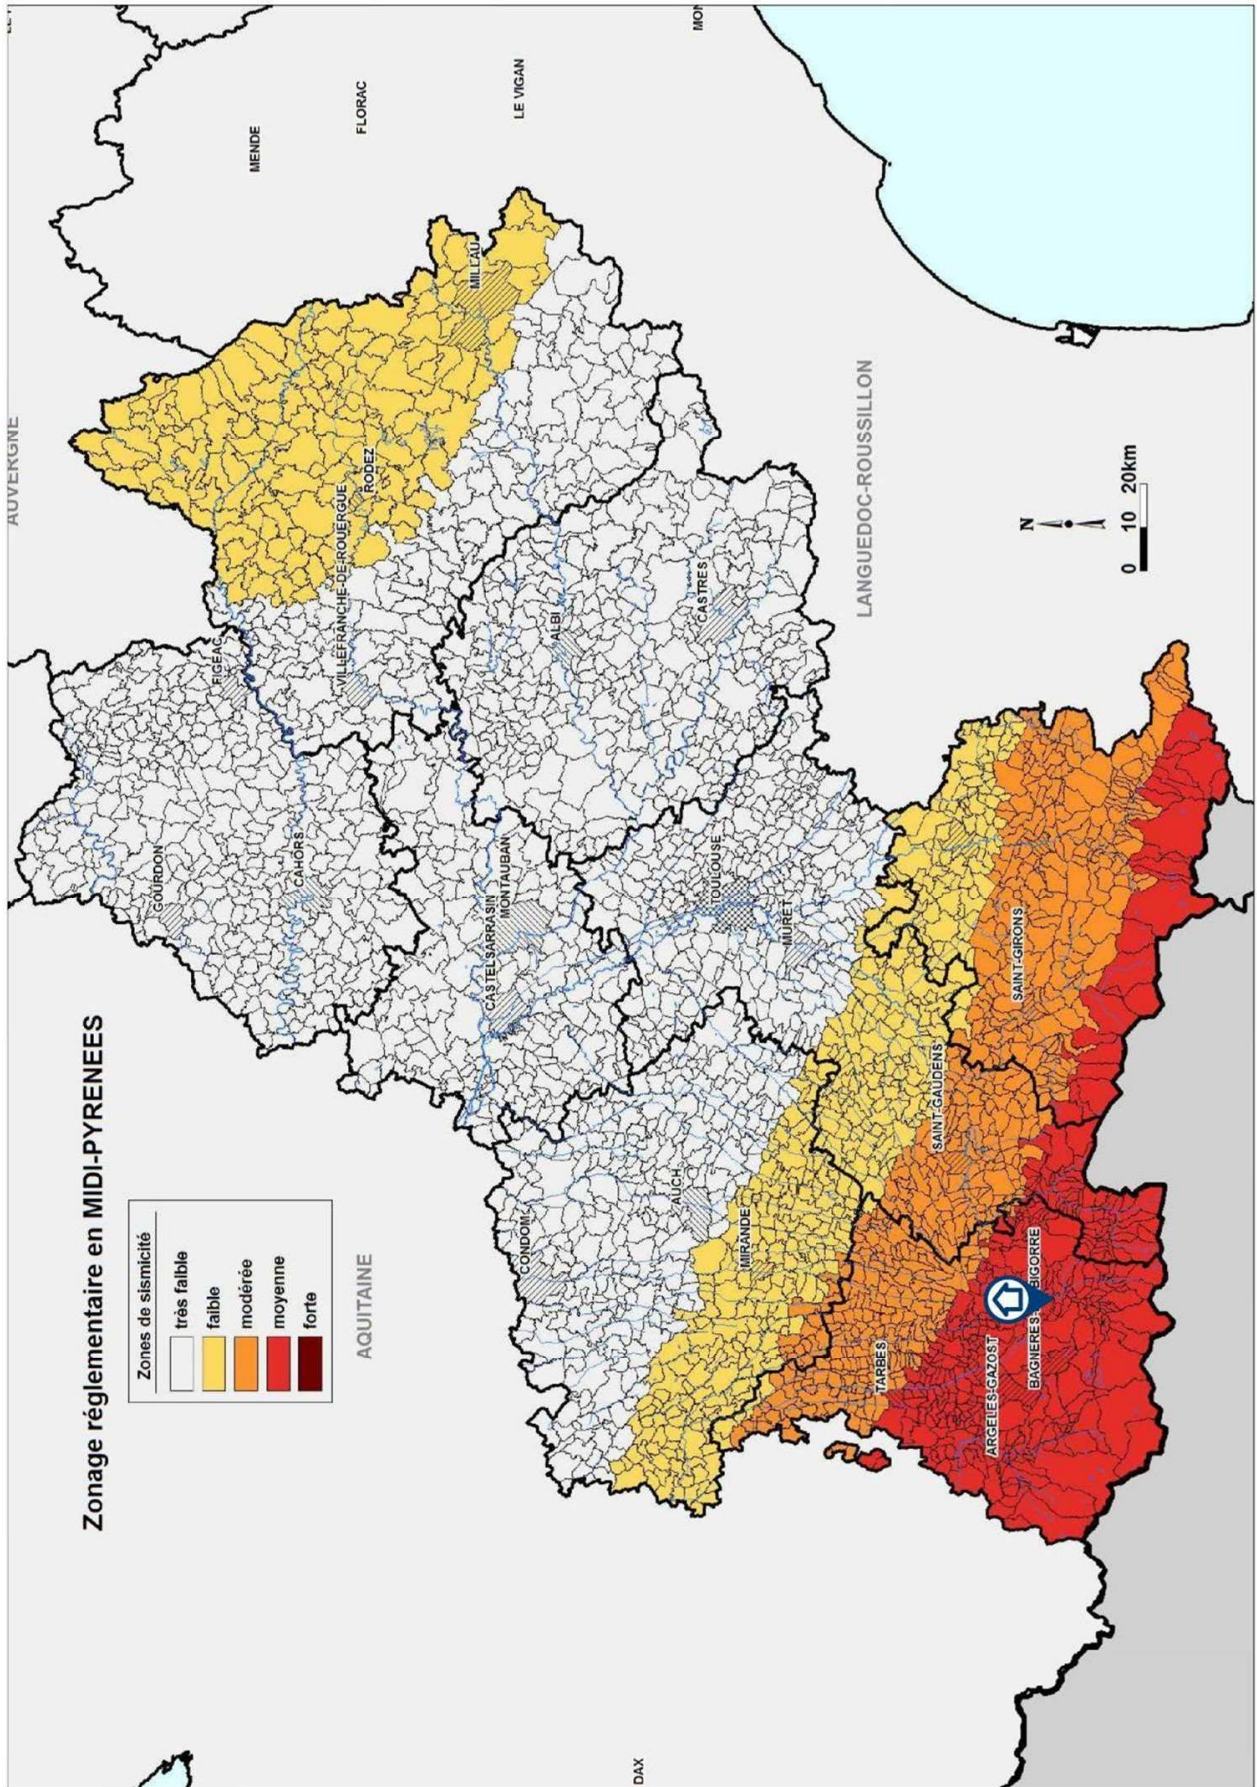 Zonage réglementaire en MIDI-PYRENEES
Zones de sismicité
très faible
faible
modérée
moyenne
forte
AUVERGNE
AQUITAINE
LANGUEDOC-ROUSSILLON
MENDE
FLORAC
LE VIGAN
MON
GOURDON
FIGEAC
CAHORS
VILLEFRANCHE-DE-ROUERGUE
RODEZ
MILLAU
CASTELSARRASIN
MONTAUBAN
ALBI
CASTRES
CONDOM
AUCH
TOULOUSE
MURET
MIRANDE
TARBES
SAINT-GAUDENS
SAINT-GIRONS
ARGELES-GAZOST
BAGNERES-
BIGORRE
DAX
N
0 10 20km